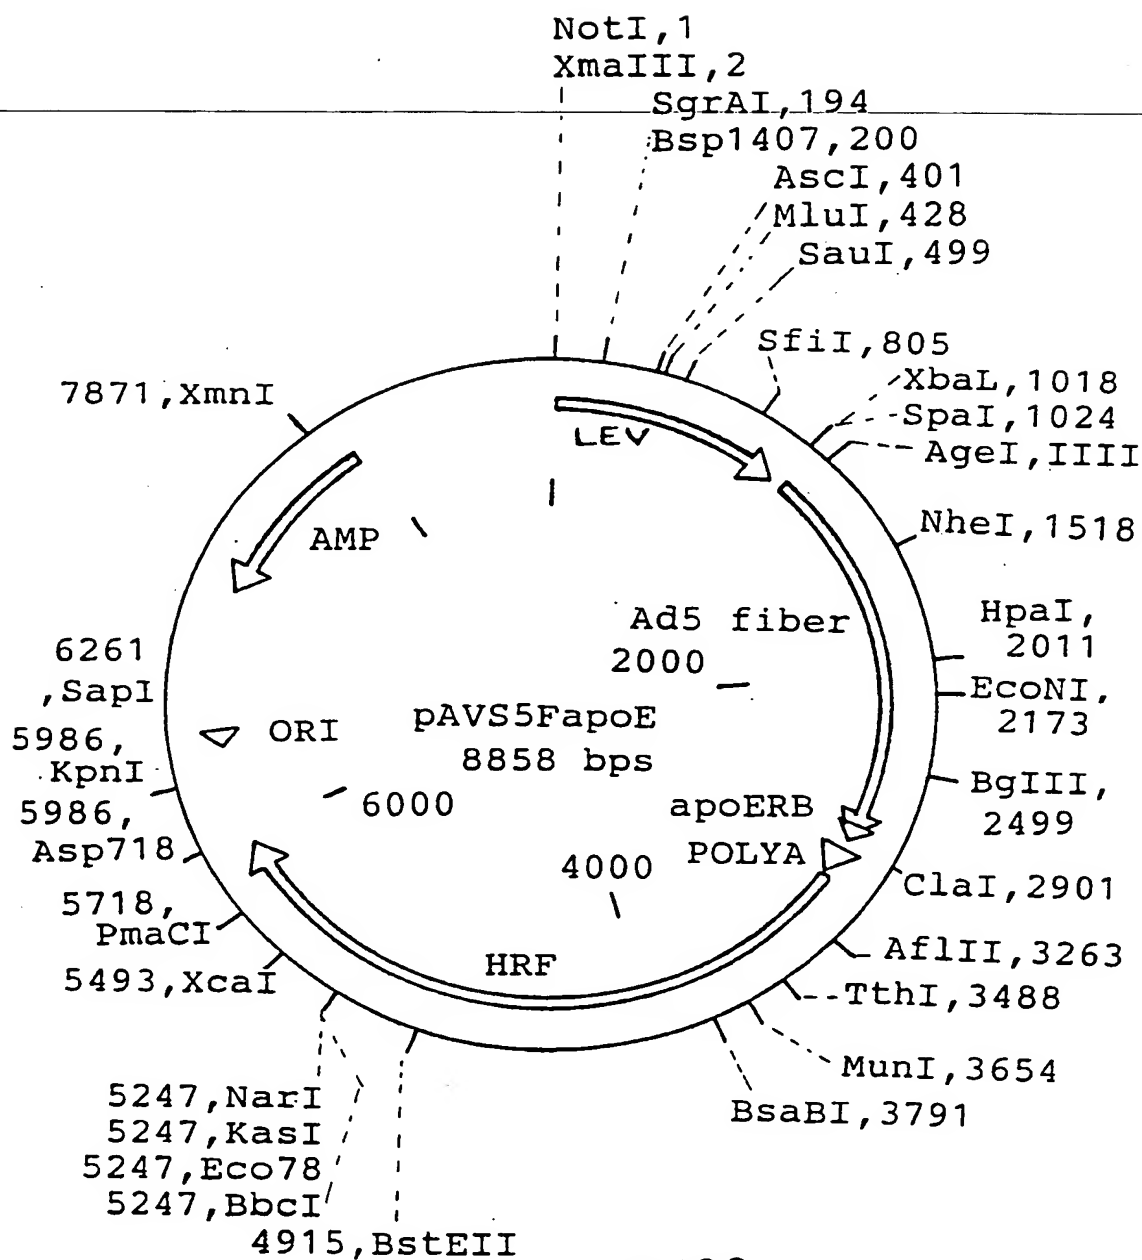 NotI,1
XmaIII,2
SgrAI,194
Bsp1407,200
AscI,401
MluI,428
SauI,499
SfiI,805
XbaL,1018
SpaI,1024
AgeI,IIII
NheI,1518
HpaI,
2011
EcoNI,
2173
BgIII,
2499
ClaI,2901
AflII,3263
TthI,3488
MunI,3654
BsaBI,3791
7871,XmnI
LEV
AMP
Ad5 fiber
2000
6261
,SapI
pAVS5FapoE
8858 bps
ORI
5986,
KpnI
5986,
Asp718
6000
apoERB
POLYA
4000
5718,
PmaCI
5493,XcaI
HRF
5247,NarI
5247,KasI
5247,Eco78
5247,BbcI
4915,BstEII